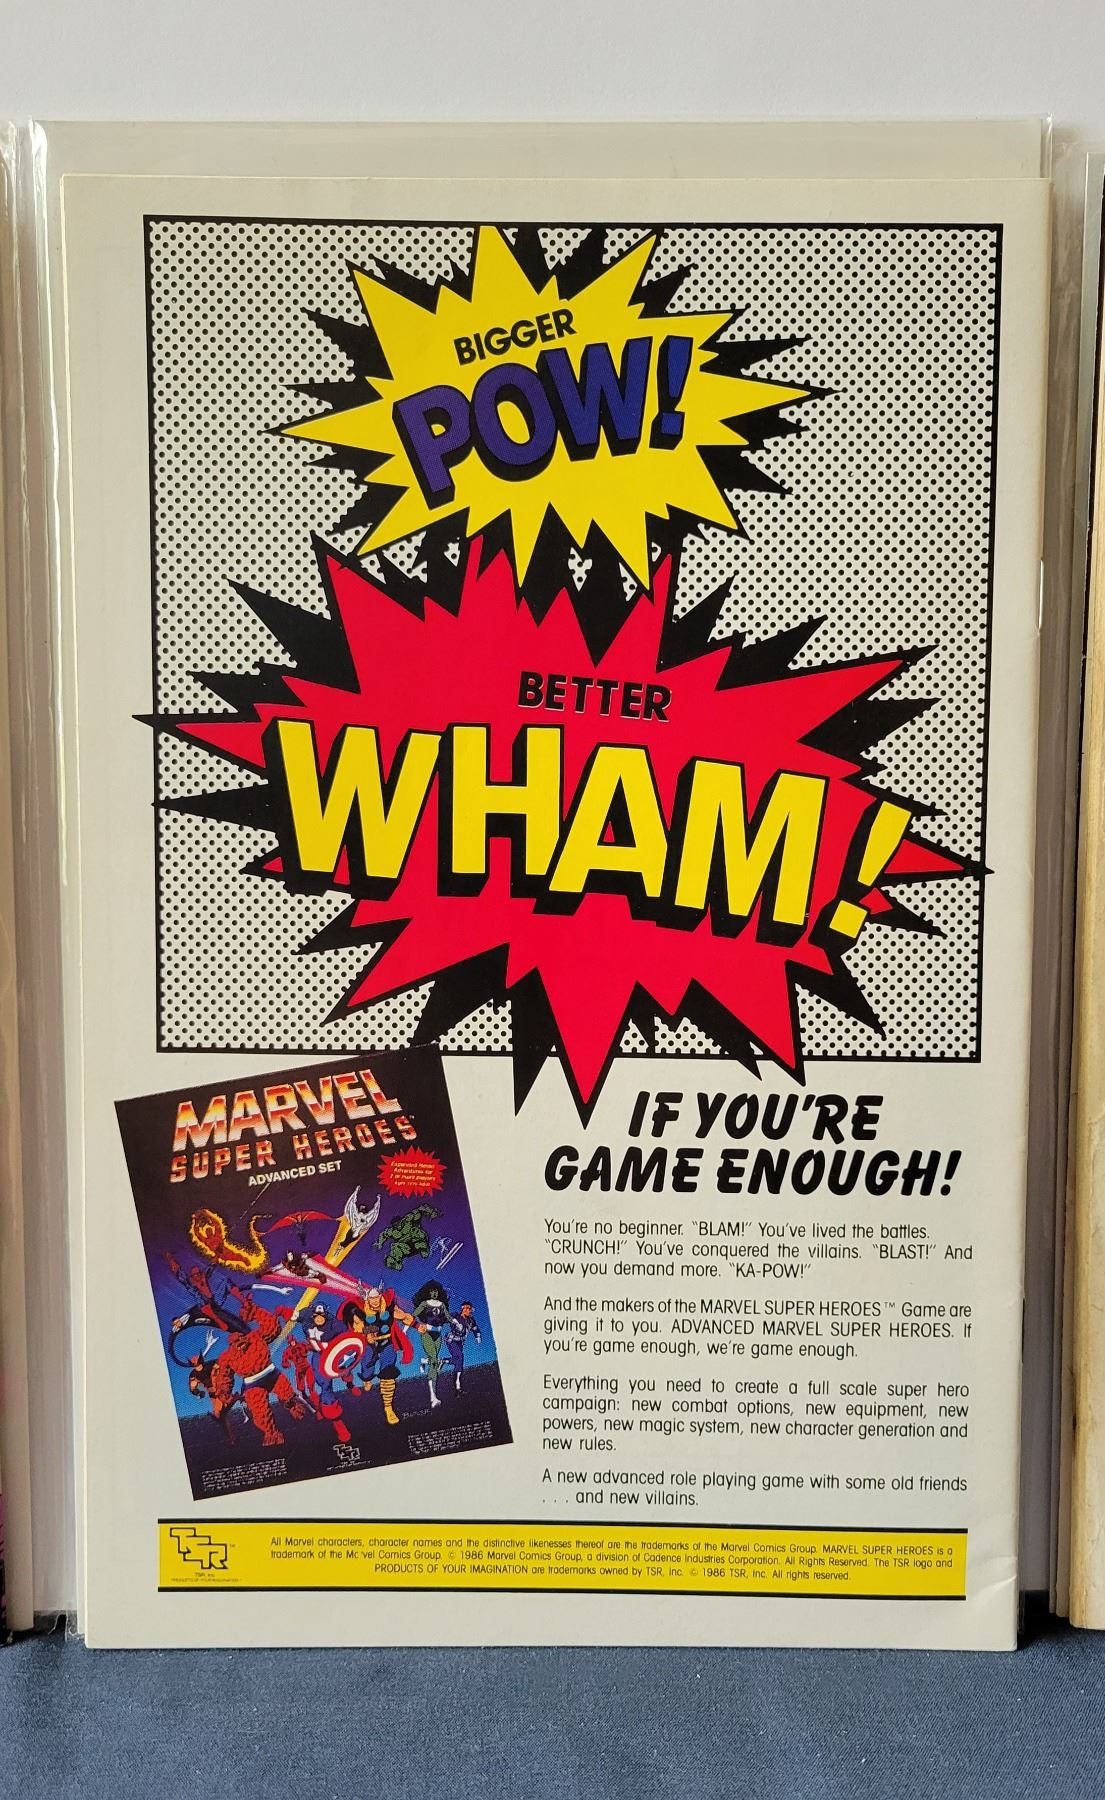 BIGGER
POW!
BETTER
WHAM!
IF YOU'RE
GAME ENOUGH!
MARVEL
SUPER HEROES
ADVANCED SET
You're no beginner. "BLAM!" You've lived the battles.
"CRUNCH!" You've conquered the villains. "BLAST!" And
now you demand more. "KA-POW!"
And the makers of the MARVEL SUPER HEROES™ Game are
giving it to you. ADVANCED MARVEL SUPER HEROES. If
you're game enough, we're game enough.
Everything you need to create a full scale super hero
campaign: new combat options, new equipment, new
powers, new magic system, new character generation and
new rules.
A new advanced role playing game with some old friends
. . . and new villains.
TSR™
TSR, Inc.
PRODUCTS OF YOUR IMAGINATION™
All Marvel characters, character names and the distinctive likenesses thereof are the trademarks of the Marvel Comics Group. MARVEL SUPER HEROES is a
trademark of the Mc vel Comics Group. © 1986 Marvel Comics Group, a division of Cadence Industries Corporation. All Rights Reserved. The TSR logo and
PRODUCTS OF YOUR IMAGINATION are trademarks owned by TSR, Inc. © 1986 TSR, Inc. All rights reserved.